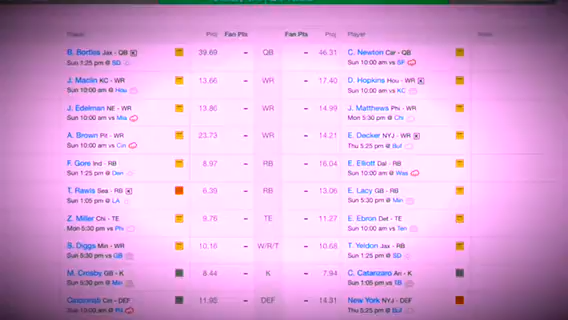 Player Proj Fan Pts Fan Pts Proj Player
B. Bortles Jax - QB 39.69 – QB – 46.31 C. Newton Car - QB
Sun 1:25 pm @ SD Sun 10:00 am vs SF
J. Maclin KC - WR 13.66 – WR – 17.40 D. Hopkins Hou - WR
Sun 10:00 am @ Hou Sun 10:00 am vs KC
J. Edelman NE - WR 13.86 – WR – 14.99 J. Matthews Phi - WR
Sun 10:00 am vs Mia Mon 5:30 pm @ Chi
A. Brown Pit - WR 23.73 – WR – 14.21 E. Decker NYJ - WR
Sun 10:00 am vs Cin Thu 5:25 pm @ Buf
F. Gore Ind - RB 8.97 – RB – 16.04 E. Elliott Dal - RB
Sun 1:25 pm @ Den Sun 10:00 am @ Was
T. Rawls Sea - RB 6.39 – RB – 13.06 E. Lacy GB - RB
Sun 1:05 pm @ LA Sun 5:30 pm @ Min
Z. Miller Chi - TE 9.76 – TE – 11.27 E. Ebron Det - TE
Mon 5:30 pm vs Phi Sun 10:00 am vs Ten
S. Diggs Min - WR 10.16 – W/R/T – 10.68 T. Yeldon Jax - RB
Sun 5:30 pm vs GB Sun 1:25 pm @ SD
M. Crosby GB - K 8.44 – K – 7.94 C. Catanzaro Ari - K
Sun 5:30 pm @ Min Sun 1:05 pm vs TB
Cincinnati Cin - DEF 11.98 – DEF – 14.31 New York NYJ - DEF
Sun 10:00 am @ Pit Thu 5:25 pm @ Buf